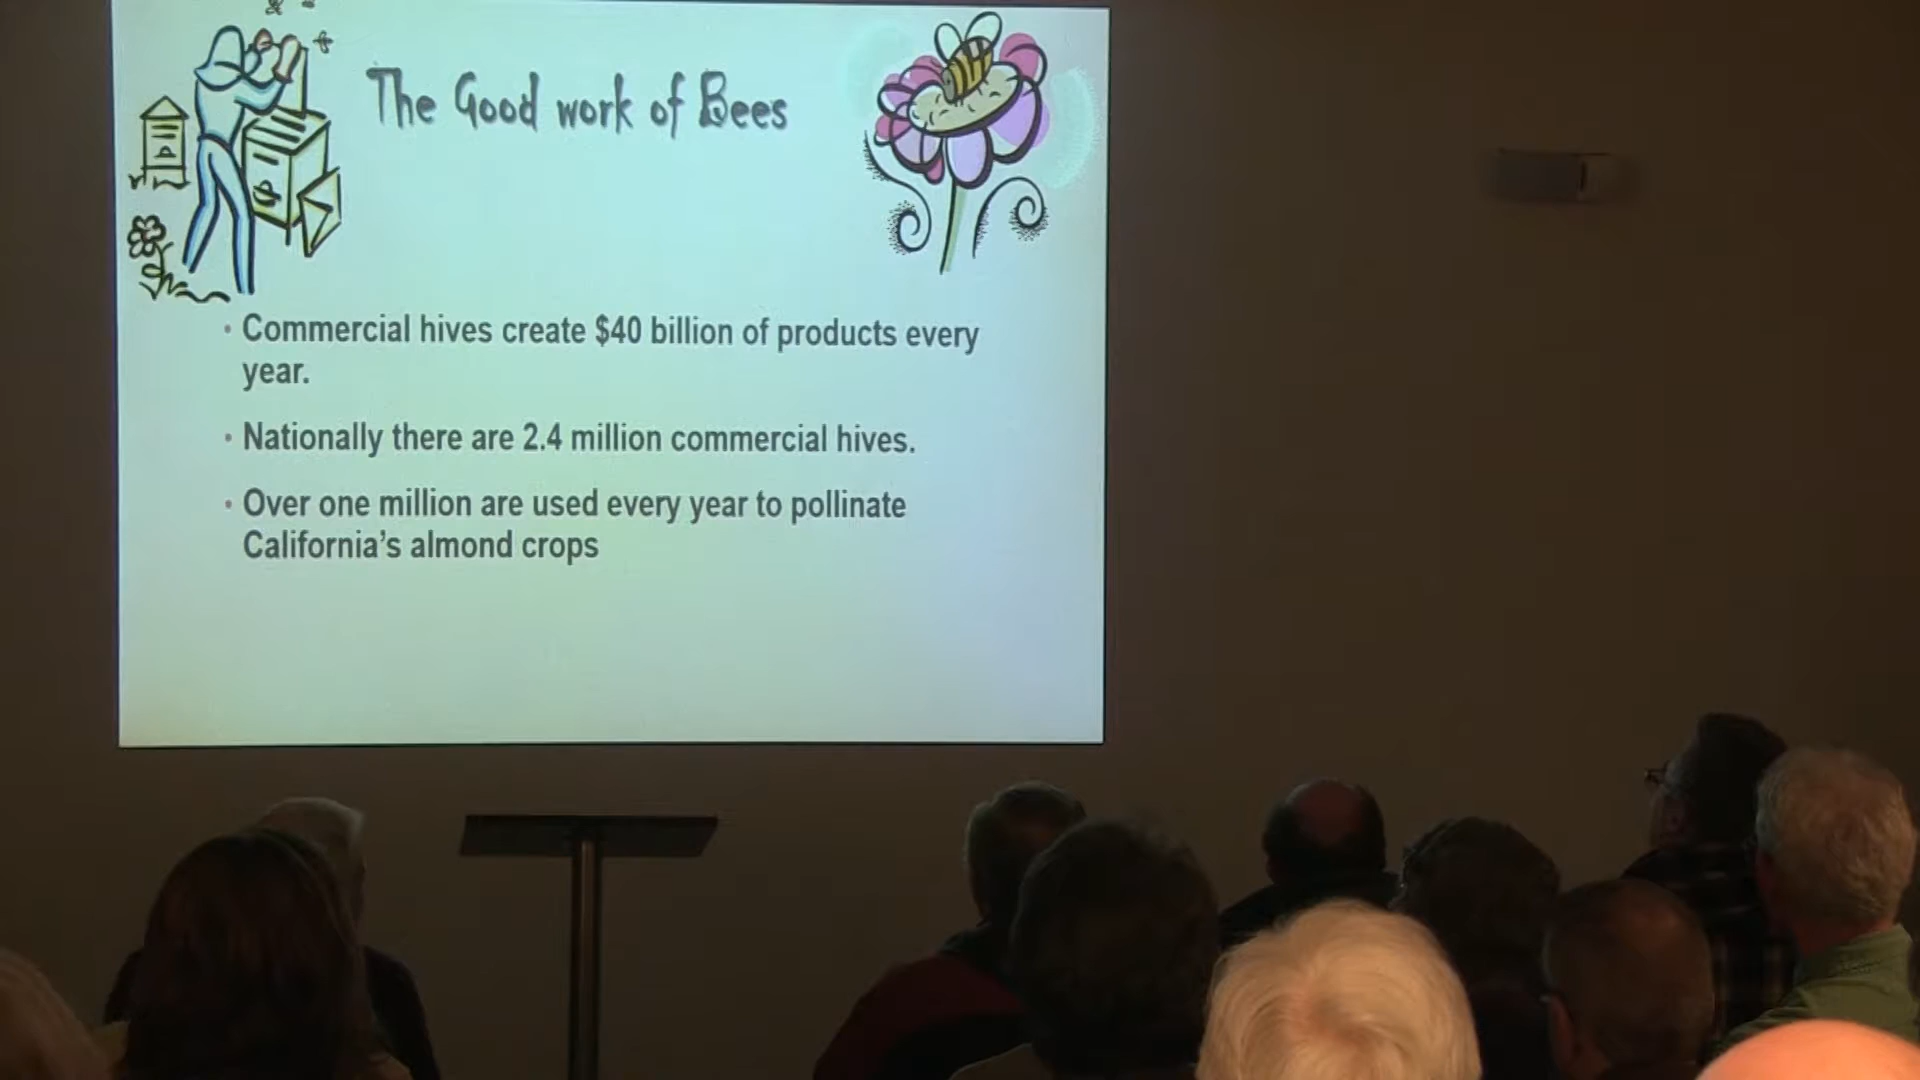 The Good work of Bees
• Commercial hives create $40 billion of products every
year.
• Nationally there are 2.4 million commercial hives.
• Over one million are used every year to pollinate
California’s almond crops